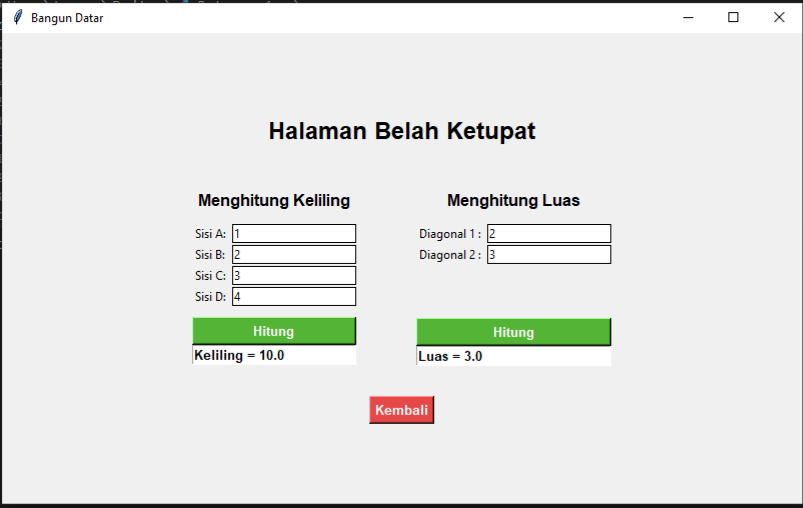 Bangun Datar
Halaman Belah Ketupat
Menghitung Keliling
Sisi A: 1
Sisi B: 2
Sisi C: 3
Sisi D: 4
Hitung
Keliling = 10.0
Menghitung Luas
Diagonal 1 : 2
Diagonal 2 : 3
Hitung
Luas = 3.0
Kembali